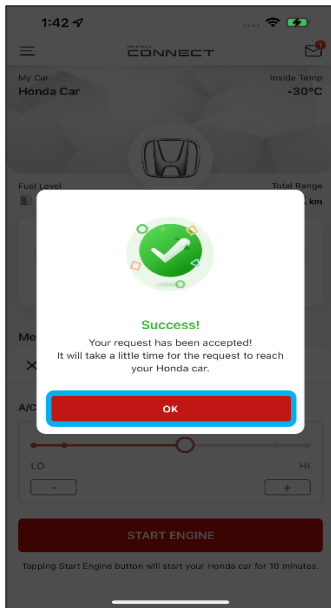 1:42
HONDA
CONNECT
My Car
Inside Temp
Honda Car
-30°C
Fuel Level
Total Range
km
Success!
Your request has been accepted!
It will take a little time for the request to reach
your Honda car.
Me
OK
A/C
LO
HI
-
+
START ENGINE
Tapping Start Engine button will start your Honda car for 10 minutes.